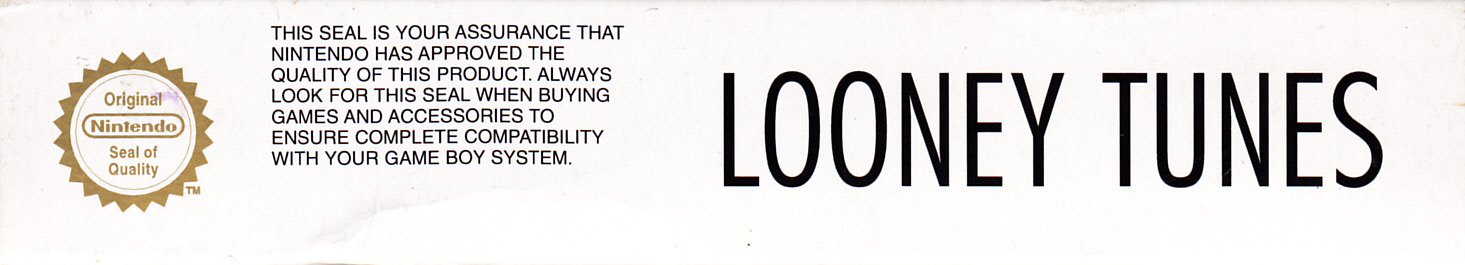 Original
Nintendo
Seal of
Quality
TM
THIS SEAL IS YOUR ASSURANCE THAT
NINTENDO HAS APPROVED THE
QUALITY OF THIS PRODUCT. ALWAYS
LOOK FOR THIS SEAL WHEN BUYING
GAMES AND ACCESSORIES TO
ENSURE COMPLETE COMPATIBILITY
WITH YOUR GAME BOY SYSTEM.
LOONEY TUNES